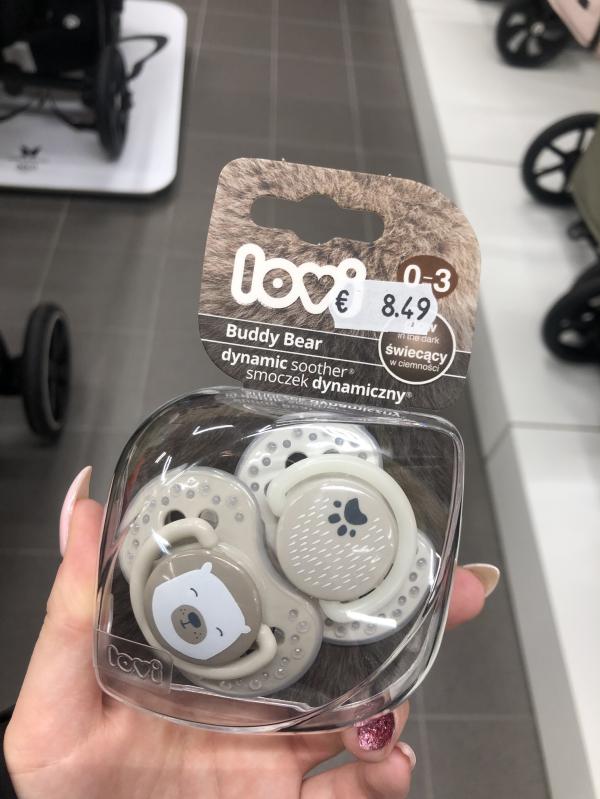 lovi
0-3
€ 8.49
Buddy Bear
in the dark
świecący
w ciemności
dynamic soother®
smoczek dynamiczny®
lovi